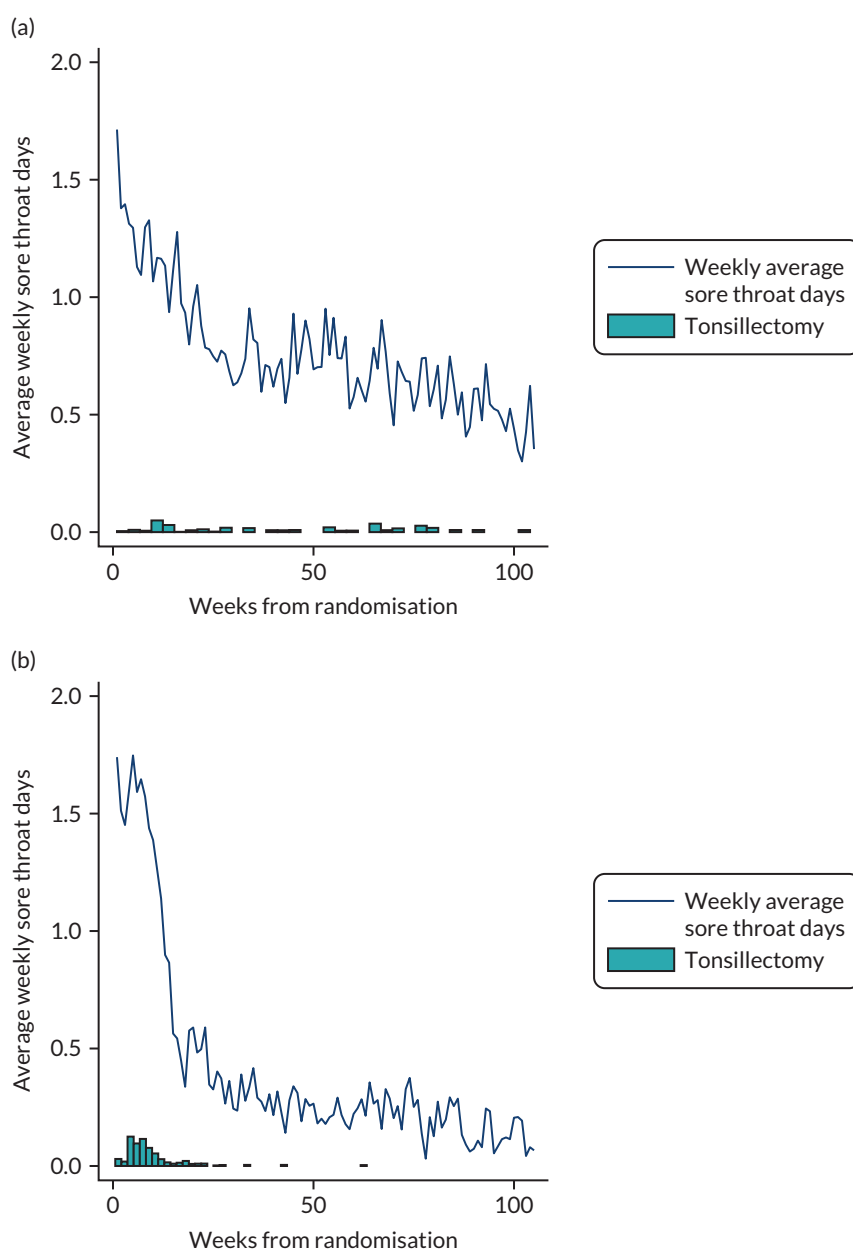 (a)
2.0
1.5
1.0
0.5
0.0
Average weekly sore throat days
0
50
100
Weeks from randomisation
Weekly average
sore throat days
Tonsillectomy
(b)
2.0
1.5
1.0
0.5
0.0
Average weekly sore throat days
0
50
100
Weeks from randomisation
Weekly average
sore throat days
Tonsillectomy